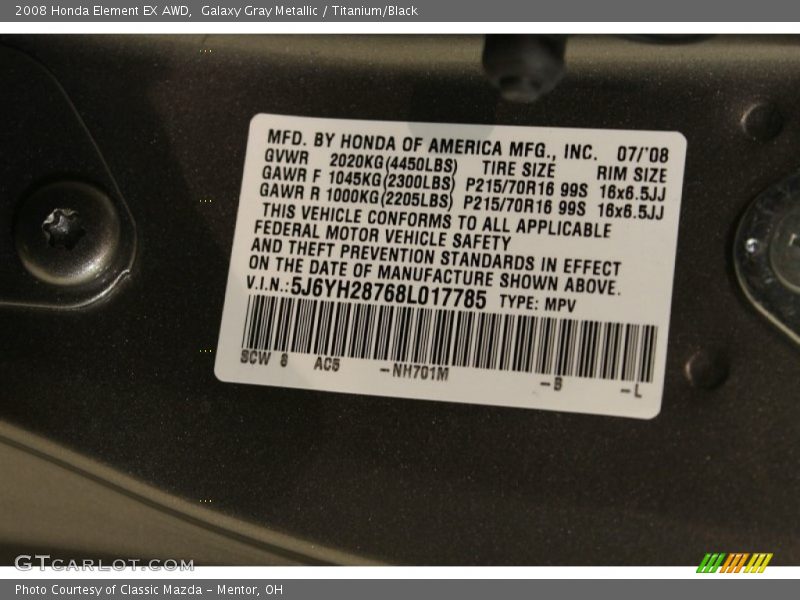 2008 Honda Element EX AWD,  Galaxy Gray Metallic / Titanium/Black
MFD. BY HONDA OF AMERICA MFG., INC. 07/'08
GVWR 2020KG(4450LBS) TIRE SIZE RIM SIZE
GAWR F 1045KG(2300LBS) P215/70R16 99S 16x6.5JJ
GAWR R 1000KG(2205LBS) P215/70R16 99S 16x6.5JJ
THIS VEHICLE CONFORMS TO ALL APPLICABLE
FEDERAL MOTOR VEHICLE SAFETY
AND THEFT PREVENTION STANDARDS IN EFFECT
ON THE DATE OF MANUFACTURE SHOWN ABOVE.
V.I.N.: 5J6YH28768L017785 TYPE: MPV
SCW 8 AC5 -NH701M -B -L
GTcarlot.com
Photo Courtesy of Classic Mazda - Mentor, OH